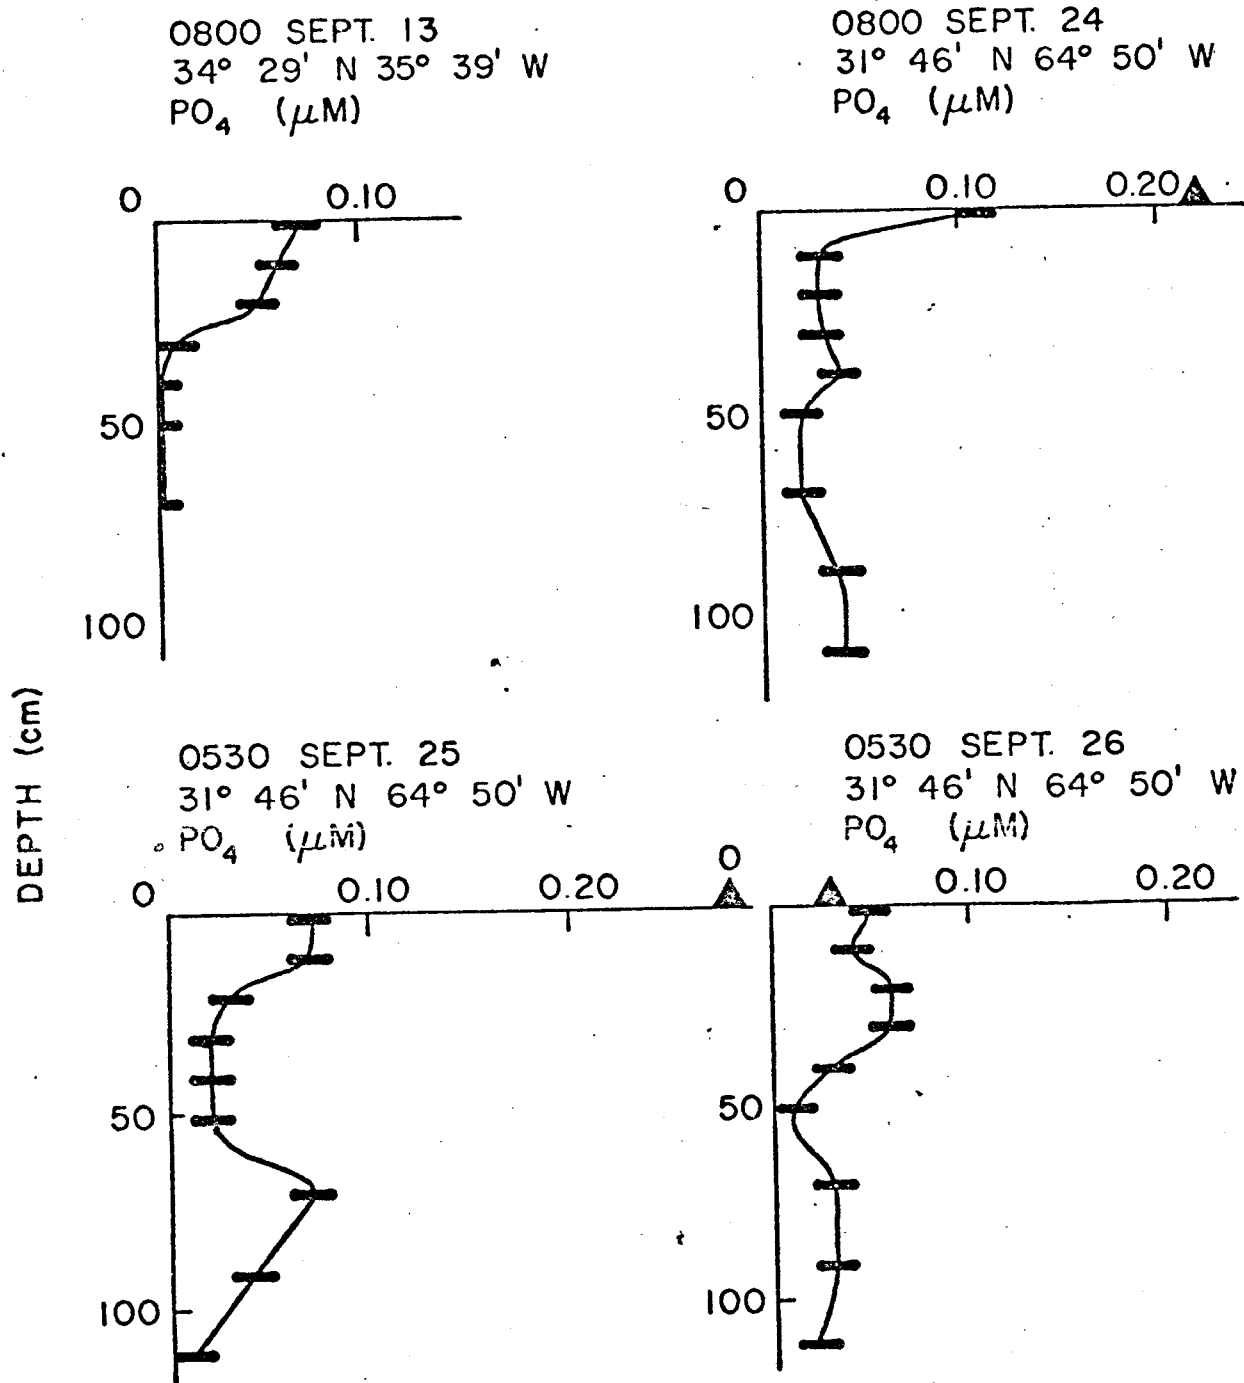 0800 SEPT. 13
34° 29' N 35° 39' W
PO4 (μM)
0 0.10
50
100
0800 SEPT. 24
31° 46' N 64° 50' W
PO4 (μM)
0 0.10 0.20
50
100
DEPTH (cm)
0530 SEPT. 25
31° 46' N 64° 50' W
PO4 (μM)
0 0.10 0.20
50
100
0530 SEPT. 26
31° 46' N 64° 50' W
PO4 (μM)
0 0.10 0.20
50
100